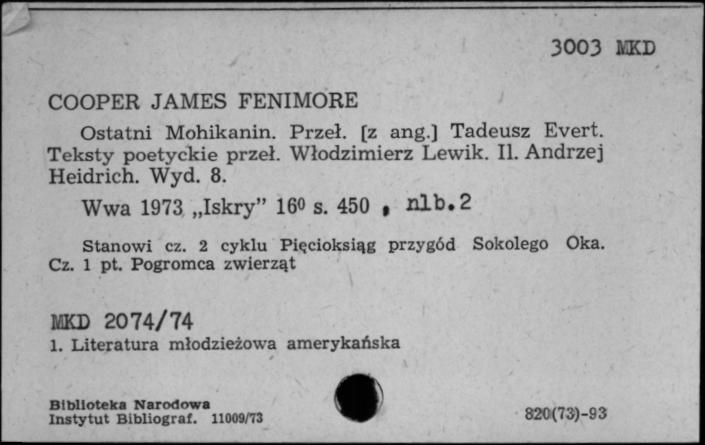 3003 MKD
COOPER JAMES FENIMORE
Ostatni Mohikanin. Przeł. [z ang.] Tadeusz Evert.
Teksty poetyckie przeł. Włodzimierz Lewik. Il. Andrzej
Heidrich. Wyd. 8.
Wwa 1973 „Iskry” 16⁰ s. 450 , nlb.2
Stanowi cz. 2 cyklu Pięcioksiąg przygód Sokolego Oka.
Cz. 1 pt. Pogromca zwierząt
MKD 2074/74
1. Literatura młodzieżowa amerykańska
Biblioteka Narodowa
Instytut Bibliograf. 11009/73
820(73)-93